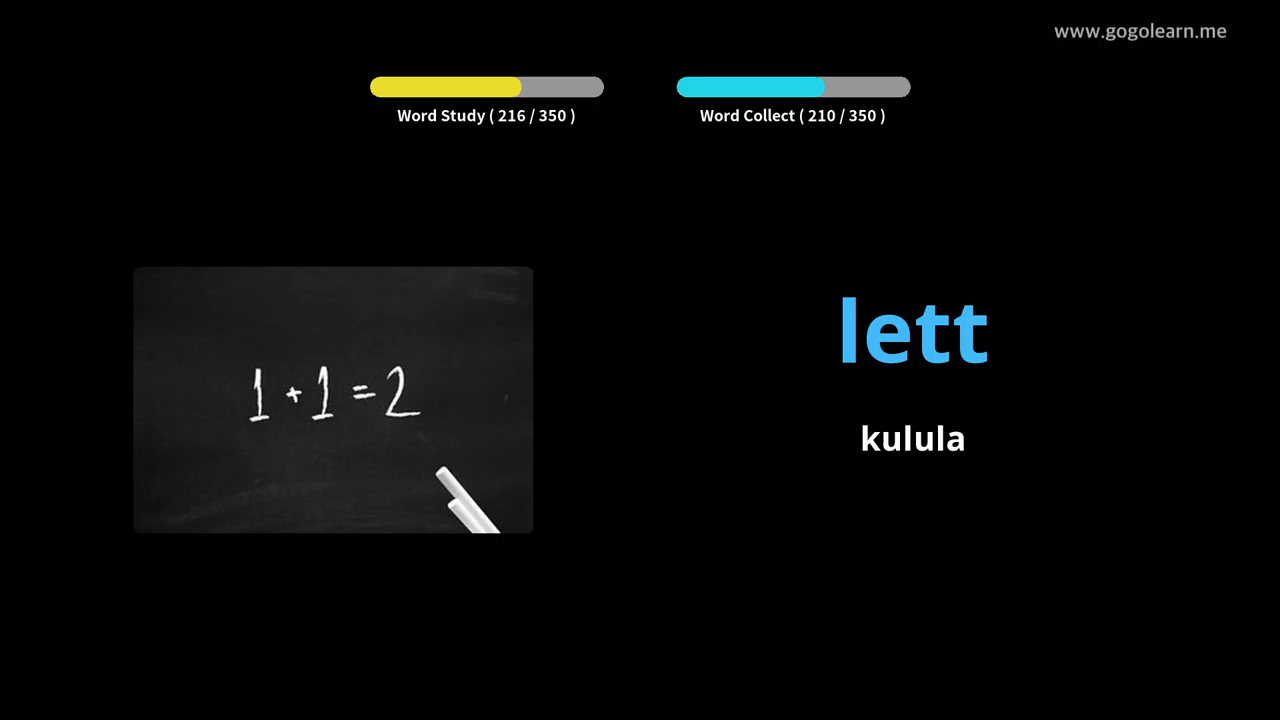 www.gogolearn.me
Word Study ( 216 / 350 )
Word Collect ( 210 / 350 )
1 + 1 = 2
lett
kulula